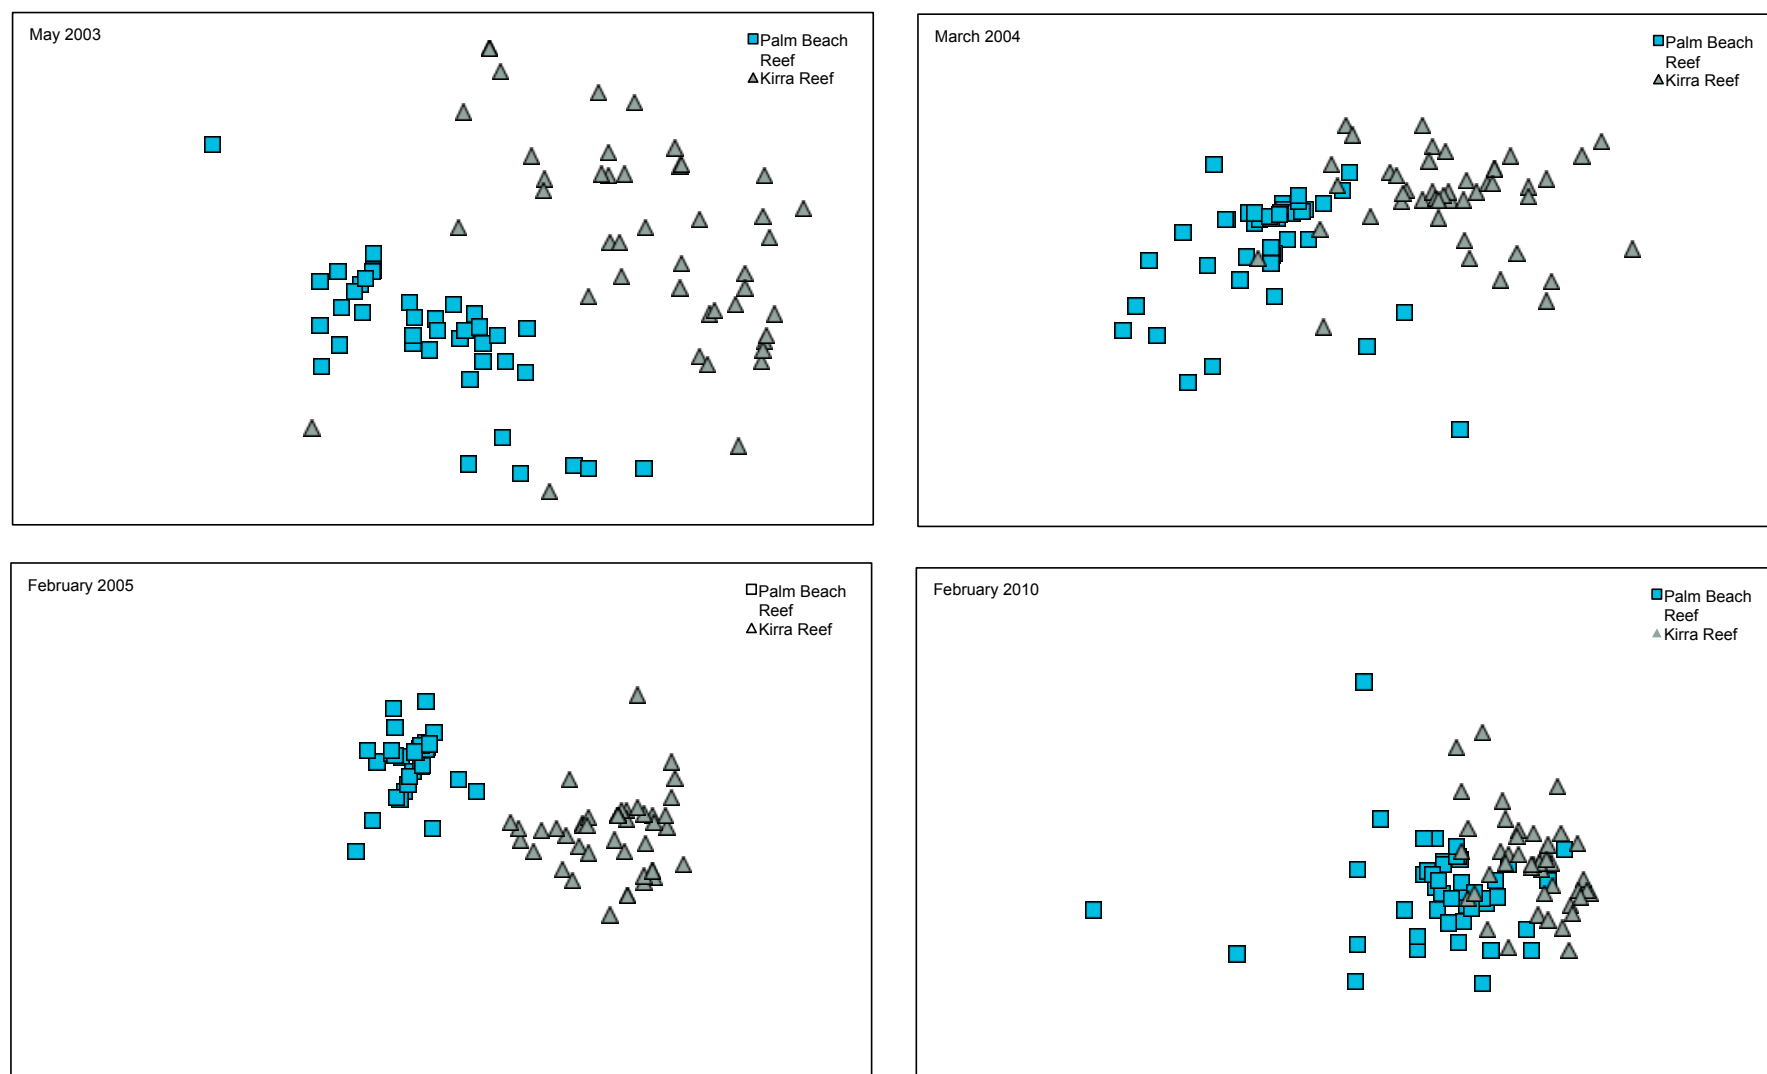 May 2003
Palm Beach
Reef
Kirra Reef
March 2004
Palm Beach
Reef
Kirra Reef
February 2005
Palm Beach
Reef
Kirra Reef
February 2010
Palm Beach
Reef
Kirra Reef